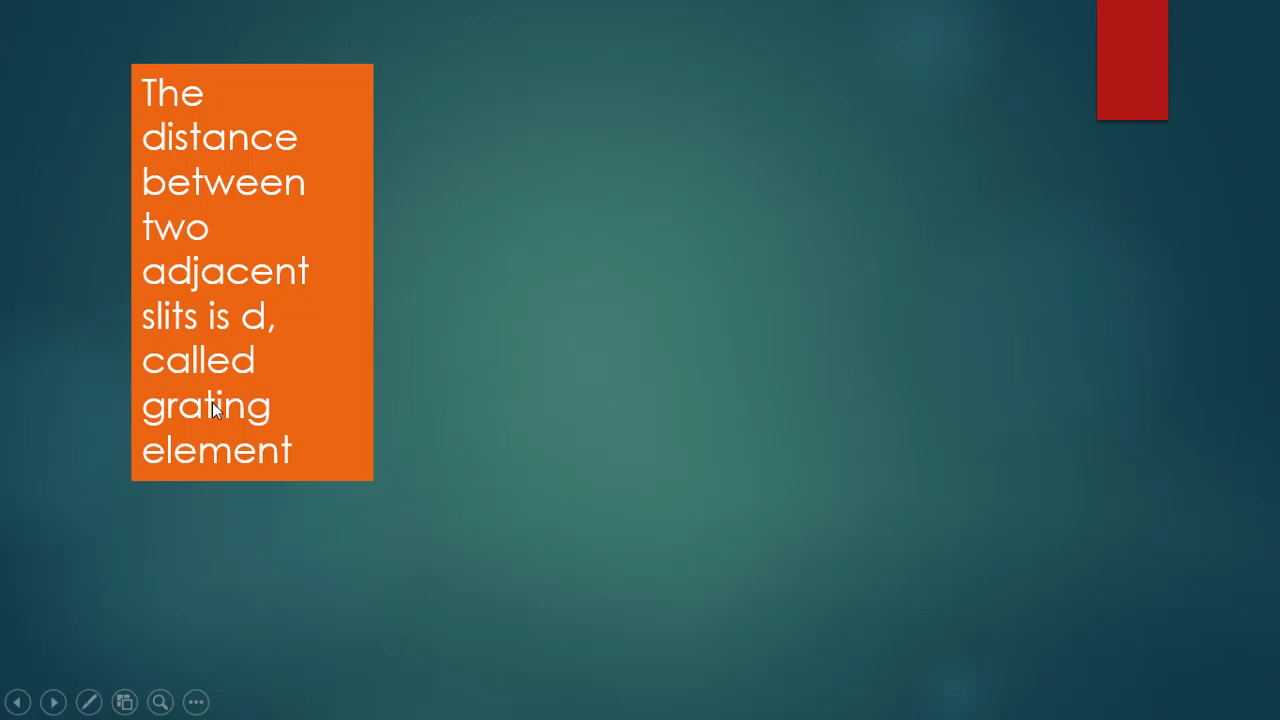 The
distance
between
two
adjacent
slits is d,
called
grating
element